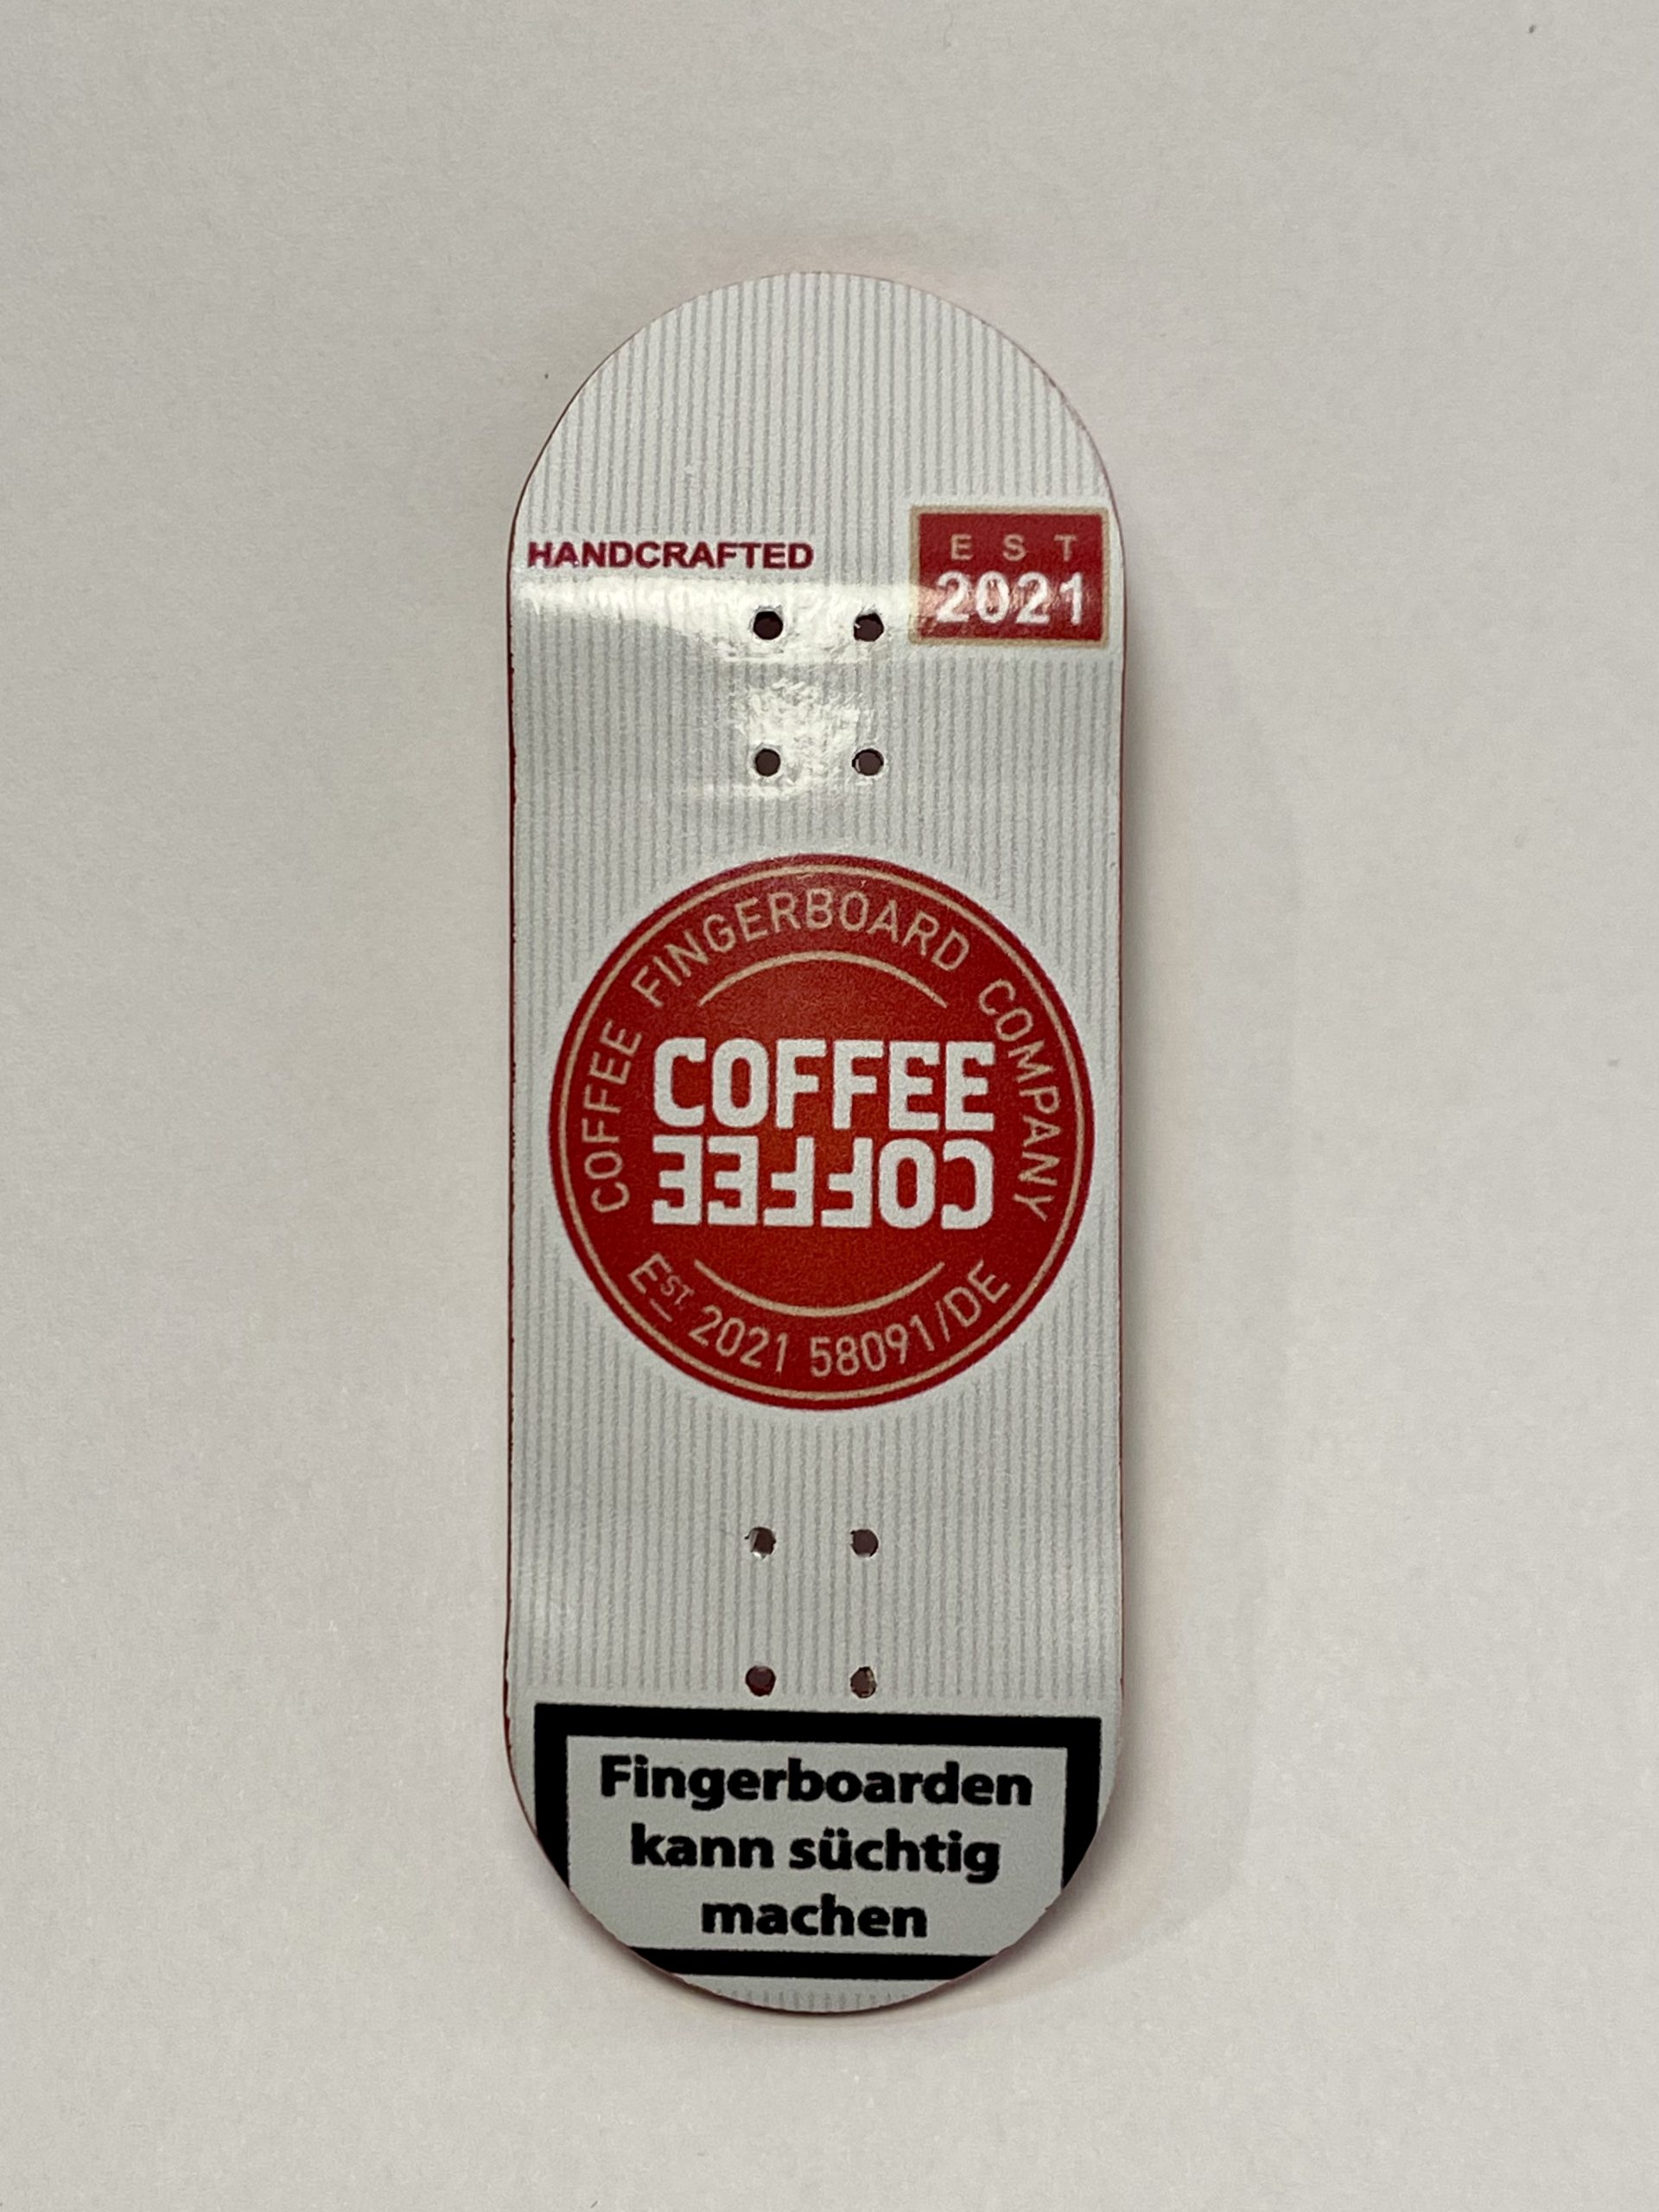 HANDCRAFTED
EST
2021
COFFEE FINGERBOARD COMPANY
COFFEE
COFFEE
EST. 2021 58091/DE
Fingerboarden
kann süchtig
machen